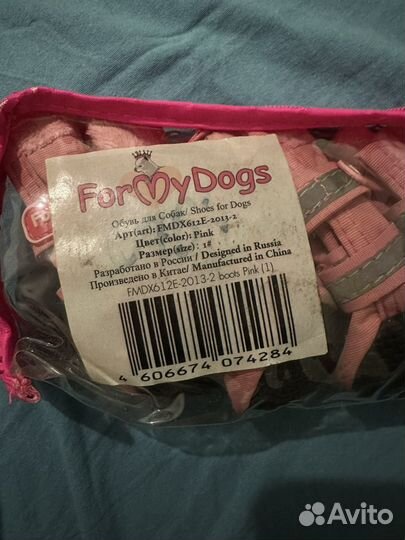 ForMyDogs
Обувь для Собак/ Shoes for Dogs
Арт(art): FMDX612E-2013-2
Цвет(color): Pink
Размер(size): 1#
Разработано в России / Designed in Russia
Произведено в Китае/ Manufactured in China
FMDX612E-2013-2 boots Pink (1)
4 606674 074284
Avito